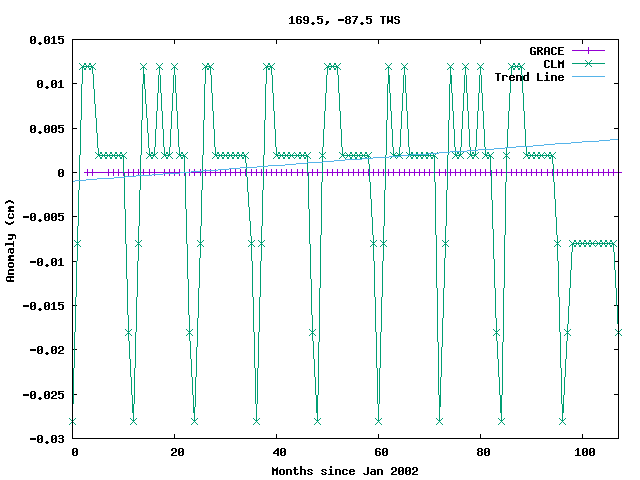 169.5, -87.5 TWS
0.015
0.01
0.005
0
-0.005
-0.01
-0.015
-0.02
-0.025
-0.03
Anomaly (cm)
GRACE
CLM
Trend Line
0 20 40 60 80 100
Months since Jan 2002